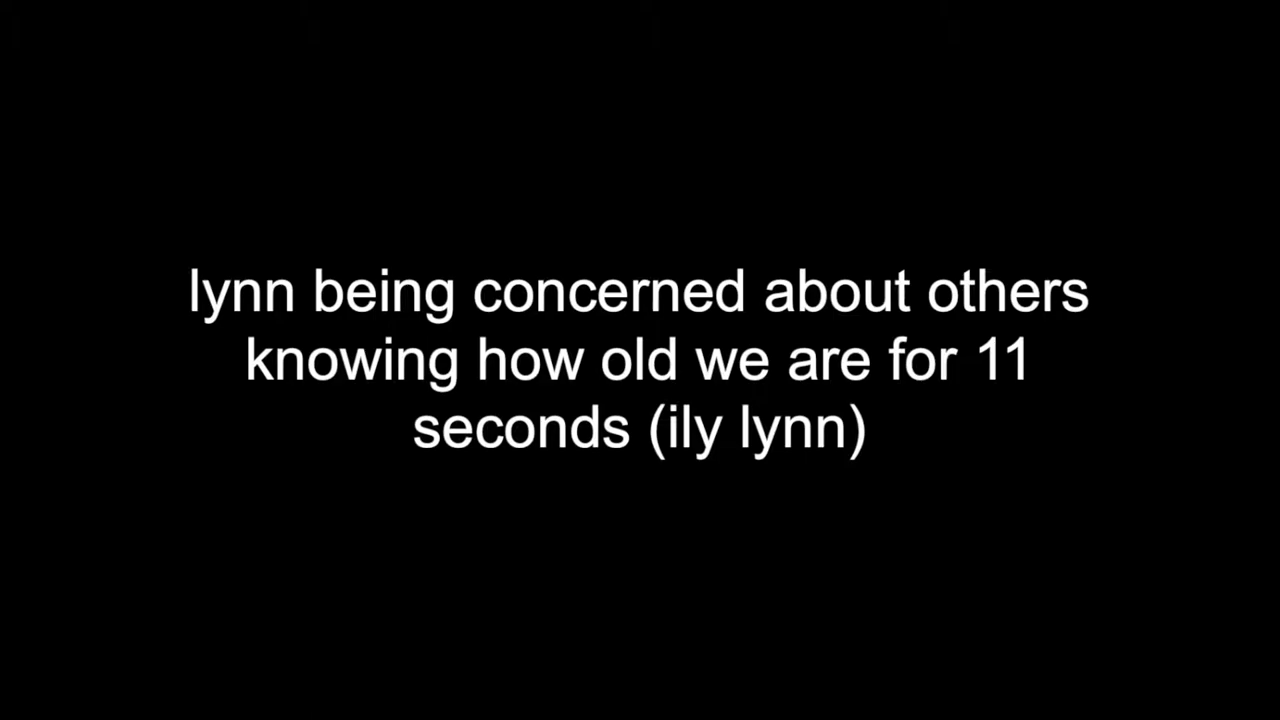 lynn being concerned about others
knowing how old we are for 11
seconds (ily lynn)